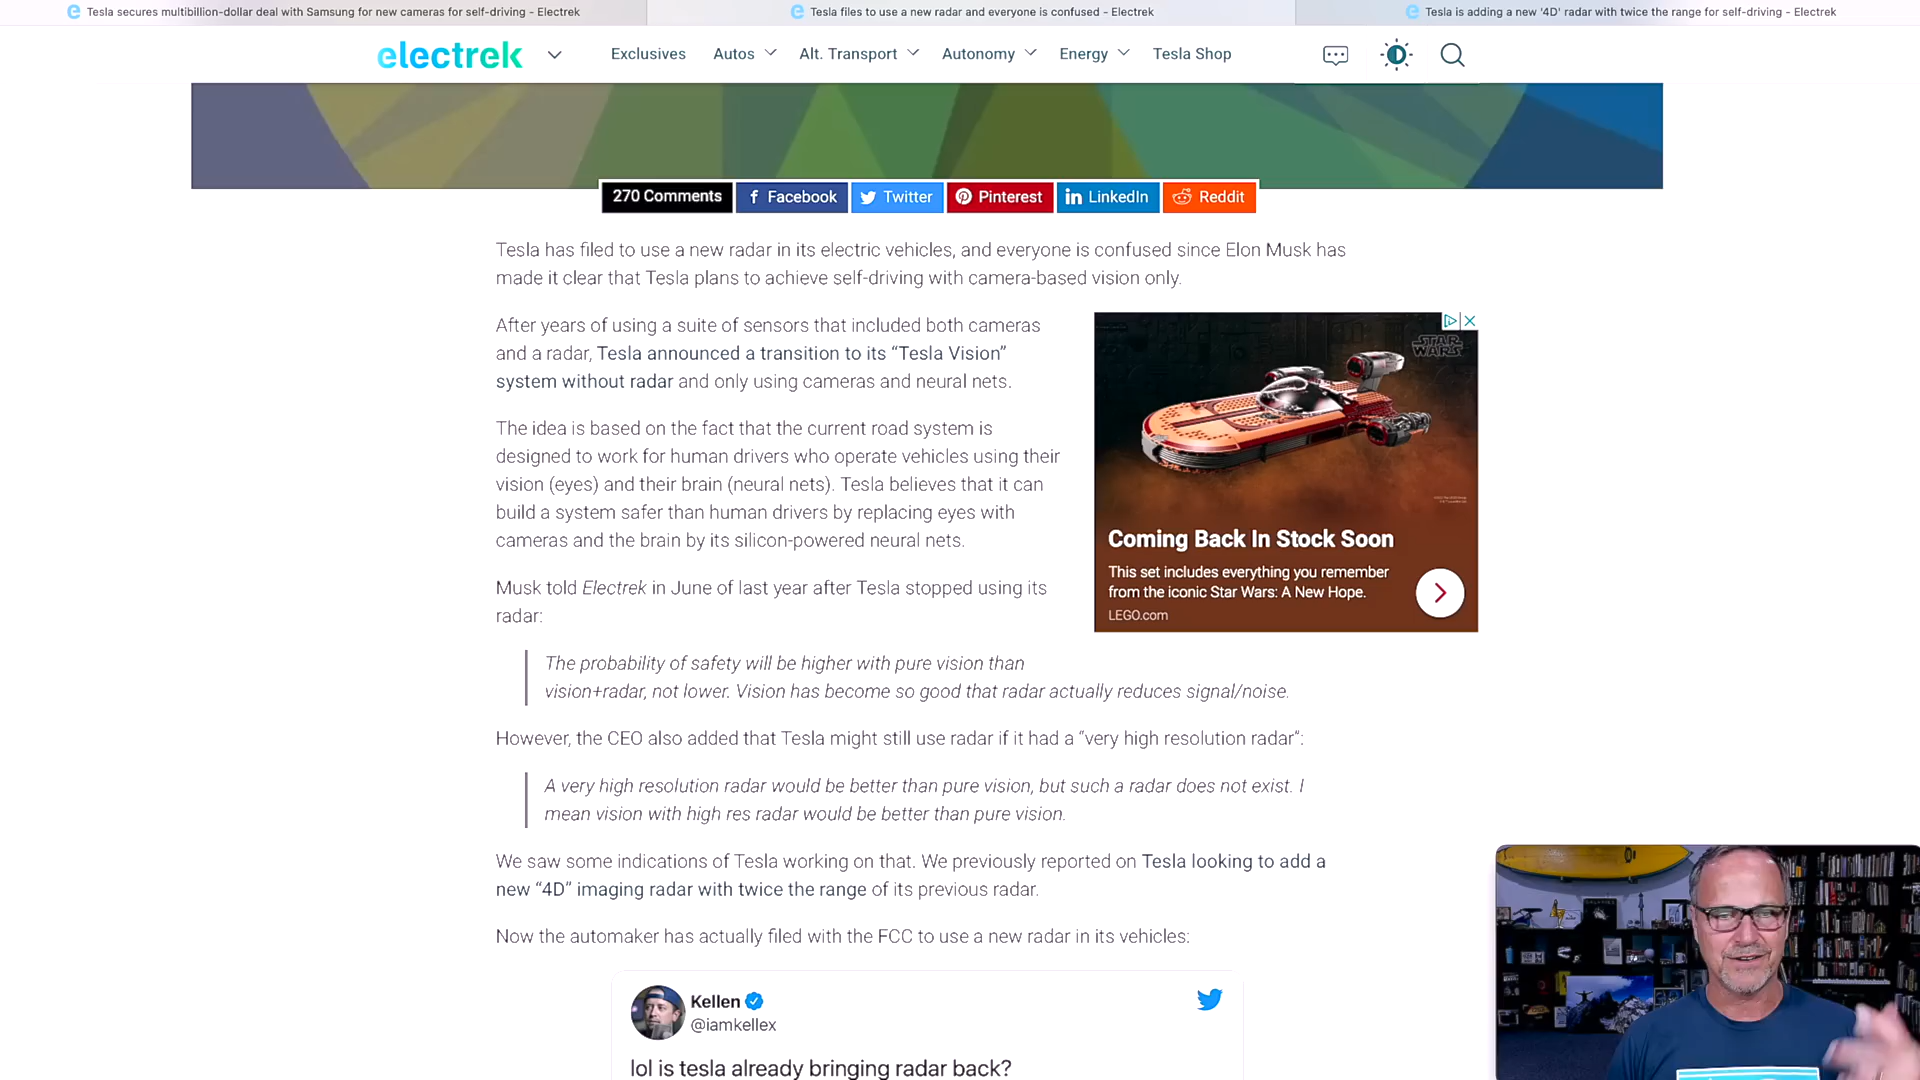 Tesla secures multibillion-dollar deal with Samsung for new cameras for self-driving - Electrek
Tesla files to use a new radar and everyone is confused - Electrek
Tesla is adding a new '4D' radar with twice the range for self-driving - Electrek
electrek
Exclusives
Autos
Alt. Transport
Autonomy
Energy
Tesla Shop
270 Comments
Facebook
Twitter
Pinterest
LinkedIn
Reddit
Tesla has filed to use a new radar in its electric vehicles, and everyone is confused since Elon Musk has
made it clear that Tesla plans to achieve self-driving with camera-based vision only.
After years of using a suite of sensors that included both cameras
and a radar, Tesla announced a transition to its “Tesla Vision”
system without radar and only using cameras and neural nets.
The idea is based on the fact that the current road system is
designed to work for human drivers who operate vehicles using their
vision (eyes) and their brain (neural nets). Tesla believes that it can
build a system safer than human drivers by replacing eyes with
cameras and the brain by its silicon-powered neural nets.
Musk told Electrek in June of last year after Tesla stopped using its
radar:
STAR
WARS
Coming Back In Stock Soon
This set includes everything you remember
from the iconic Star Wars: A New Hope.
LEGO.com
The probability of safety will be higher with pure vision than
vision+radar, not lower. Vision has become so good that radar actually reduces signal/noise.
However, the CEO also added that Tesla might still use radar if it had a “very high resolution radar”:
A very high resolution radar would be better than pure vision, but such a radar does not exist. I
mean vision with high res radar would be better than pure vision.
We saw some indications of Tesla working on that. We previously reported on Tesla looking to add a
new “4D” imaging radar with twice the range of its previous radar.
Now the automaker has actually filed with the FCC to use a new radar in its vehicles:
Kellen
@iamkellex
lol is tesla already bringing radar back?